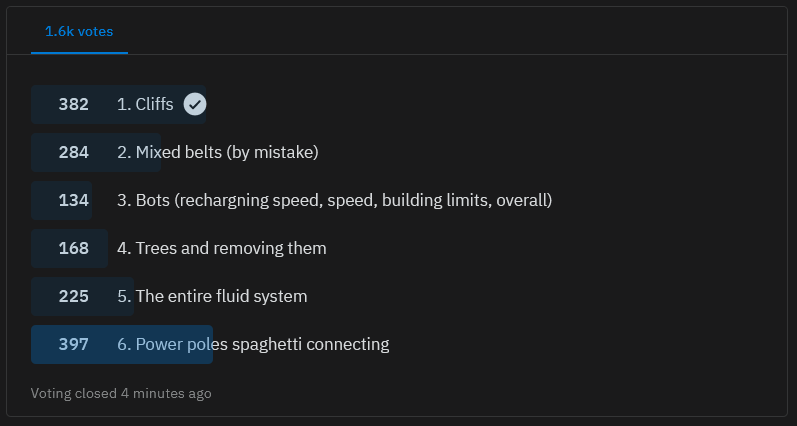 1.6k votes
382 1. Cliffs
284 2. Mixed belts (by mistake)
134 3. Bots (rechargning speed, speed, building limits, overall)
168 4. Trees and removing them
225 5. The entire fluid system
397 6. Power poles spaghetti connecting
Voting closed 4 minutes ago